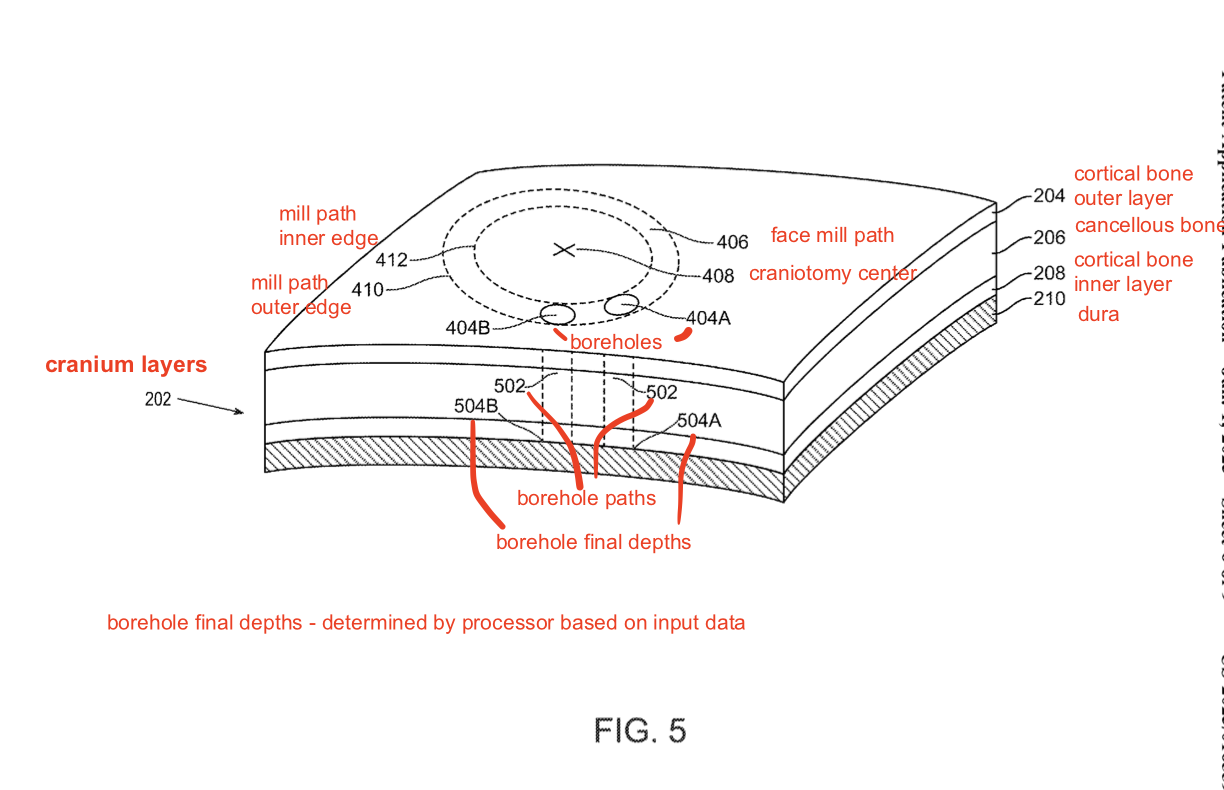 cortical bone
204 outer layer
mill path
inner edge
cancellous bone
406 face mill path
206
412
408 craniotomy center
cortical bone
208 inner layer
mill path
410
outer edge
210
dura
404B
404A
boreholes
cranium layers
502
502
202
504B
504A
borehole paths
borehole final depths
borehole final depths - determined by processor based on input data
FIG. 5